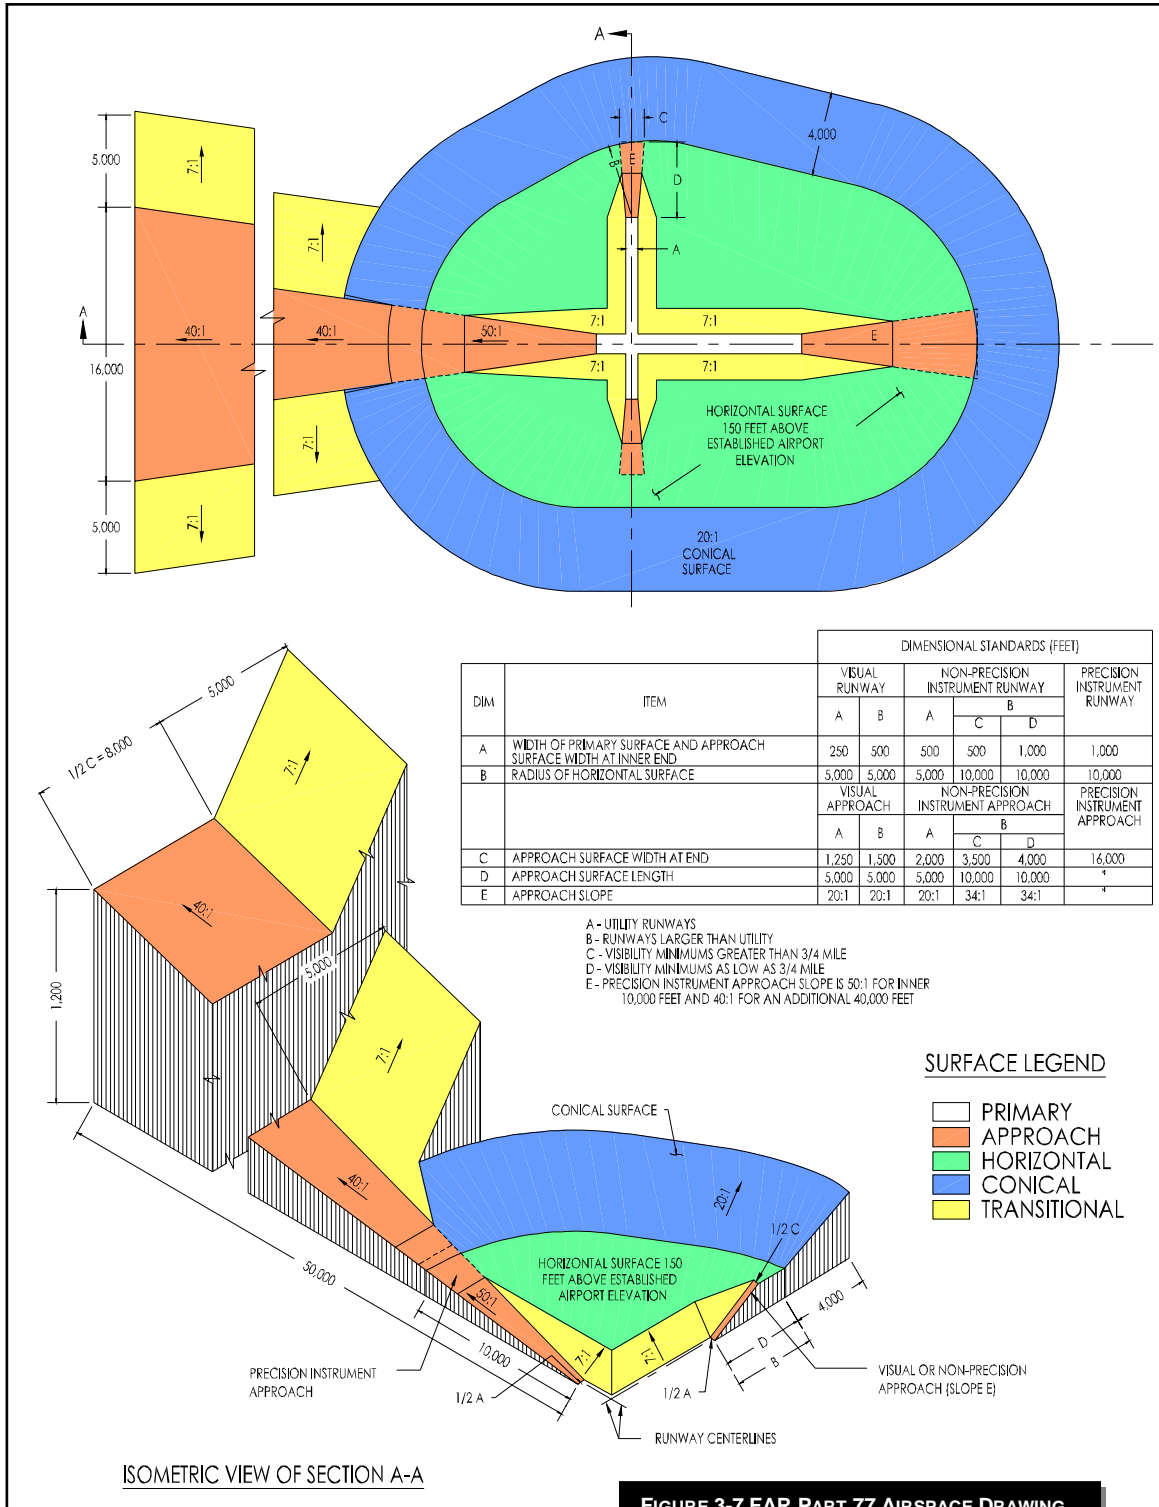 A
C
4,000
5,000
7:1
B
E
D
A
7:1
A
40:1
40:1
50:1
7:1
7:1
E
16,000
7:1
7:1
HORIZONTAL SURFACE
150 FEET ABOVE
ESTABLISHED AIRPORT
ELEVATION
7:1
5,000
7:1
20:1
CONICAL
SURFACE
DIMENSIONAL STANDARDS (FEET)
DIM
ITEM
VISUAL
RUNWAY
NON-PRECISION
INSTRUMENT RUNWAY
PRECISION
INSTRUMENT
RUNWAY
A B A B
C D
A WIDTH OF PRIMARY SURFACE AND APPROACH
SURFACE WIDTH AT INNER END 250 500 500 500 1,000 1,000
B RADIUS OF HORIZONTAL SURFACE 5,000 5,000 5,000 10,000 10,000 10,000
VISUAL
APPROACH
NON-PRECISION
INSTRUMENT APPROACH
PRECISION
INSTRUMENT
APPROACH
A B A B
C D
C APPROACH SURFACE WIDTH AT END 1,250 1,500 2,000 3,500 4,000 16,000
D APPROACH SURFACE LENGTH 5,000 5,000 5,000 10,000 10,000 *
E APPROACH SLOPE 20:1 20:1 20:1 34:1 34:1 *
A - UTILITY RUNWAYS
B - RUNWAYS LARGER THAN UTILITY
C - VISIBILITY MINIMUMS GREATER THAN 3/4 MILE
D - VISIBILITY MINIMUMS AS LOW AS 3/4 MILE
E - PRECISION INSTRUMENT APPROACH SLOPE IS 50:1 FOR INNER
10,000 FEET AND 40:1 FOR AN ADDITIONAL 40,000 FEET
5,000
1/2 C = 8,000
7:1
40:1
1,200
5,000
7:1
40:1
50,000
CONICAL SURFACE
20:1
1/2 C
HORIZONTAL SURFACE 150
FEET ABOVE ESTABLISHED
AIRPORT ELEVATION
50:1
10,000
4,000
7:1
7:1
D
B
PRECISION INSTRUMENT
APPROACH
1/2 A
1/2 A
VISUAL OR NON-PRECISION
APPROACH (SLOPE E)
RUNWAY CENTERLINES
SURFACE LEGEND
PRIMARY
APPROACH
HORIZONTAL
CONICAL
TRANSITIONAL
ISOMETRIC VIEW OF SECTION A-A
FIGURE 3-7 FAR PART 77 AIRSPACE DRAWING